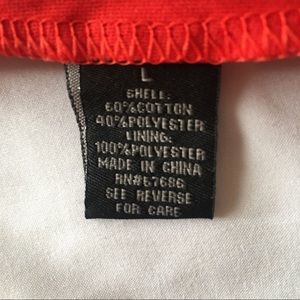 L
SHELL:
60%COTTON
40%POLYESTER
LINING:
100%POLYESTER
MADE IN CHINA
RN#67686
SEE REVERSE
FOR CARE